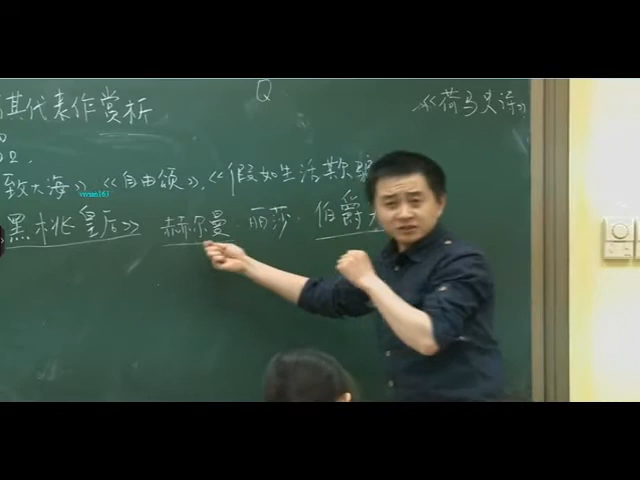 其代表作赏析
Q
《荷马史诗》
致大海》《自由颂》,《假如生活欺骗
vovan163
黑桃皇后》 赫尔曼 丽莎 伯爵